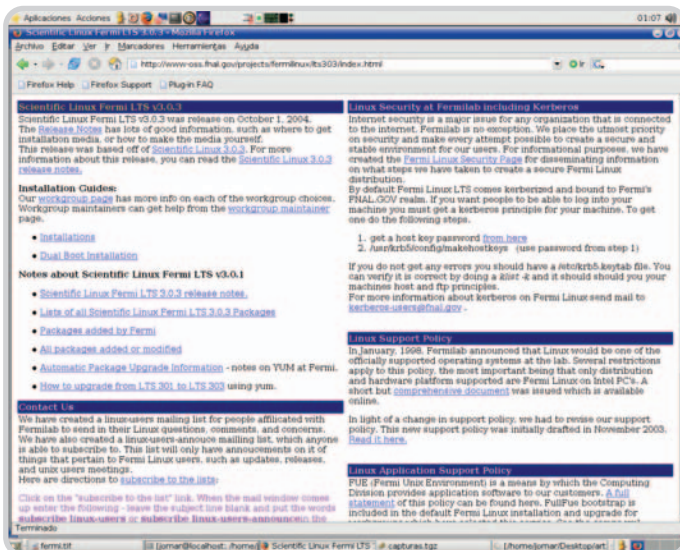 Aplicaciones Acciones
01:07
Scientific Linux Fermi LTS v3.0.3 - Mozilla Firefox
Archivo Editar Ver Ir Marcadores Herramientas Ayuda
http://www-oss.fnal.gov/projects/fermilinux/lts303/index.html
Ir
Firefox Help Firefox Support Plug-in FAQ
Scientific Linux Fermi LTS v3.0.3
Scientific Linux Fermi LTS v3.0.3 was release on October 1, 2004.
The Release Notes has lots of good information, such as where to get
installation media, or how to make the media yourself.
This release was based off of Scientific Linux 3.0.3. For more
information about this release, you can read the Scientific Linux 3.0.3
release notes.
Installation Guides:
Our workgroup page has more info on each of the workgroup choices.
Workgroup maintainers can get help from the workgroup maintainer
page.
Installations
Dual Boot Installation
Notes about Scientific Linux Fermi LTS v3.0.1
Scientific Linux Fermi LTS 3.0.3 release notes.
Lists of all Scientific Linux Fermi LTS 3.0.3 Packages
Packages added by Fermi
All packages added or modified
Automatic Package Upgrade Information - notes on YUM at Fermi.
How to upgrade from LTS 301 to LTS 303 using yum.
Contact Us
We have created a linux-users mailing list for people affilicated with
Fermilab to send in their Linux questions, comments, and concerns.
We have also created a linux-users-annouce mailling list, which anyone
is able to subscribe to. This list will only have annoucements on it of
things that pertain to Fermi Linux users, such as updates, releases,
and unix users meetings.
Here are directions to subscribe to the lists:
Click on the "subscribe to the list" link. When the mail window comes
up enter the following - leave the subject line blank and put the words
subscribe linux-users or subscribe linux-announce in the
Linux Security at Fermilab including Kerberos
Internet security is a major issue for any organization that is connected
to the internet. Fermilab is no exception. We place the utmost priority
on security and make every attempt possible to create a secure and
stable environment for our users. For informational purposes, we have
created the Fermi Linux Security Page for disseminating information
on what steps we have taken to create a secure Fermi Linux
distribution.
By default Fermi Linux LTS comes kerberized and bound to Fermi's
FNAL.GOV realm. If you want people to be able to log into your
machine you must get a kerberos principle for your machine. To get
one do the following steps.
1. get a host key password from here
2. /usr/krb5/config/makehostkeys (use password from step 1)
If you do not get any errors you should have a /etc/krb5.keytab file. You
can verify it is correct by doing a klist -k and it should should you your
machines host and ftp principles.
For more information about kerberos on Fermi Linux send mail to
kerberos-users@fnal.gov .
Linux Support Policy
In January, 1998, Fermilab announced that Linux would be one of the
officially supported operating systems at the lab. Several restrictions
apply to this policy, the most important being that only distribution
and hardware platform supported are Fermi Linux on Intel PC's. A
short but comprehensive document was issued which is available
online.
In light of a change in support policy, we had to revise our support
policy. This new support policy was initially drafted in November 2003.
Read it here.
Linux Application Support Policy
FUE (Fermi Unix Environment) is a means by which the Computing
Division provides application software to our customers. A full
statement of this policy can be found here. FullFue bootstrap is
included in the default Fermi Linux installation and upgrade for
Terminado
fermi.tif
[jomar@localhost: /home/j
Scientific Linux Fermi LTS
capturas.tgz
[/home/jomar/Desktop/art